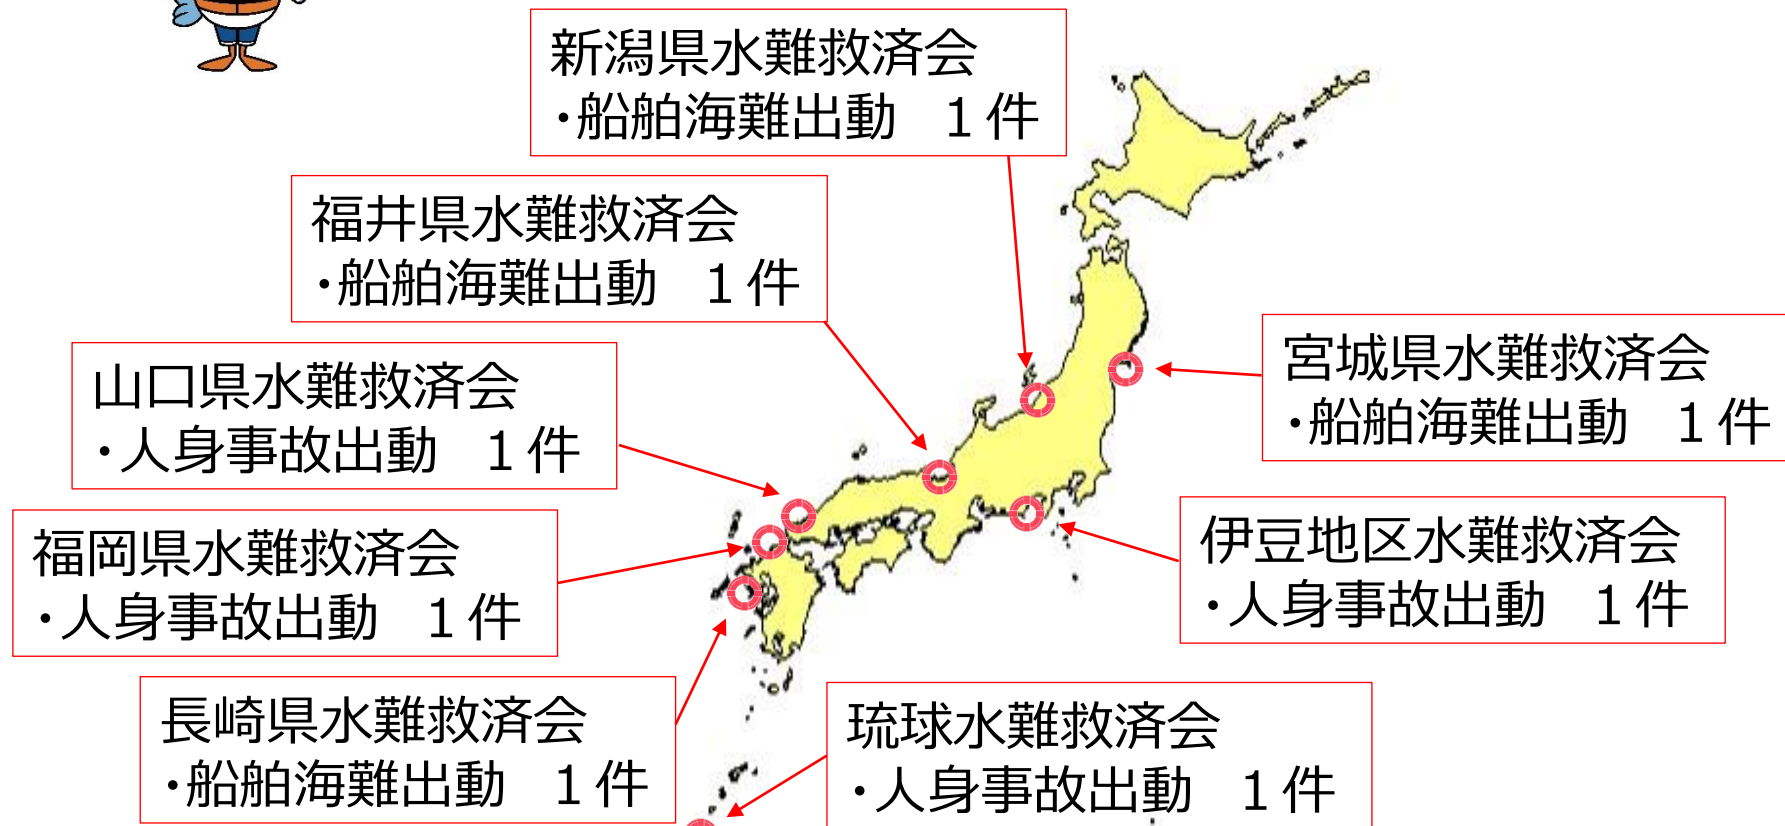 新潟県水難救済会
・船舶海難出動　１件
福井県水難救済会
・船舶海難出動　１件
山口県水難救済会
・人身事故出動　１件
宮城県水難救済会
・船舶海難出動　１件
福岡県水難救済会
・人身事故出動　１件
伊豆地区水難救済会
・人身事故出動　１件
長崎県水難救済会
・船舶海難出動　１件
琉球水難救済会
・人身事故出動　１件